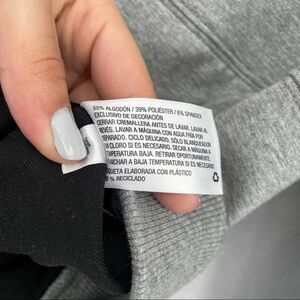 55% ALGODÓN / 39% POLIÉSTER / 6% SPANDEX
EXCLUSIVO DE DECORACIÓN
CERRAR CREMALLERA ANTES DE LAVAR. LAVAR AL
REVÉS. LAVAR A MÁQUINA CON AGUA FRÍA POR
SEPARADO. CICLO DELICADO. SÓLO BLANQUEADOR
SIN CLORO SI ES NECESARIO. SECAR A MÁQUINA A
TEMPERATURA BAJA. RETIRAR OPORTUNAMENTE.
PLANCHAR A BAJA TEMPERATURA SI ES NECESARIO
ETIQUETA ELABORADA CON PLÁSTICO
% RECICLADO